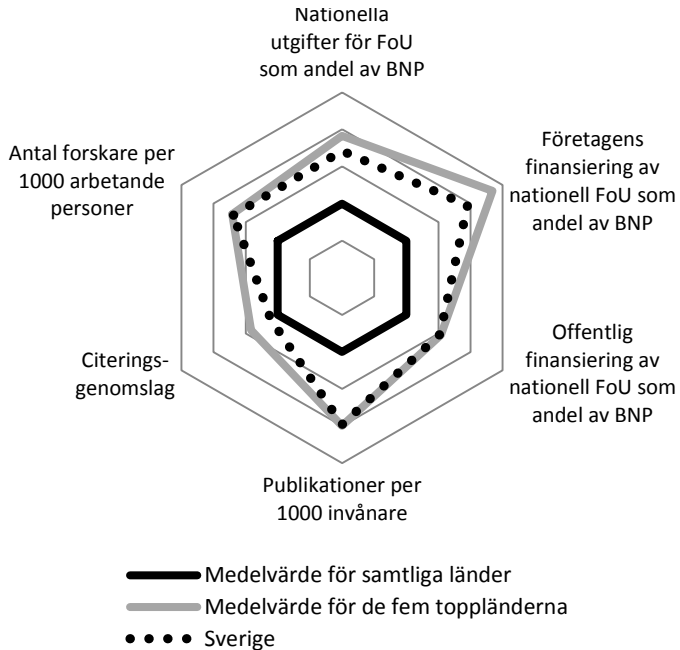 Nationella
utgifter för FoU
som andel av BNP
Företagens
finansiering av
nationell FoU som
andel av BNP
Offentlig
finansiering av
nationell FoU som
andel av BNP
Publikationer per
1000 invånare
Citerings-
genomslag
Antal forskare per
1000 arbetande
personer
Medelvärde för samtliga länder
Medelvärde för de fem toppländerna
Sverige